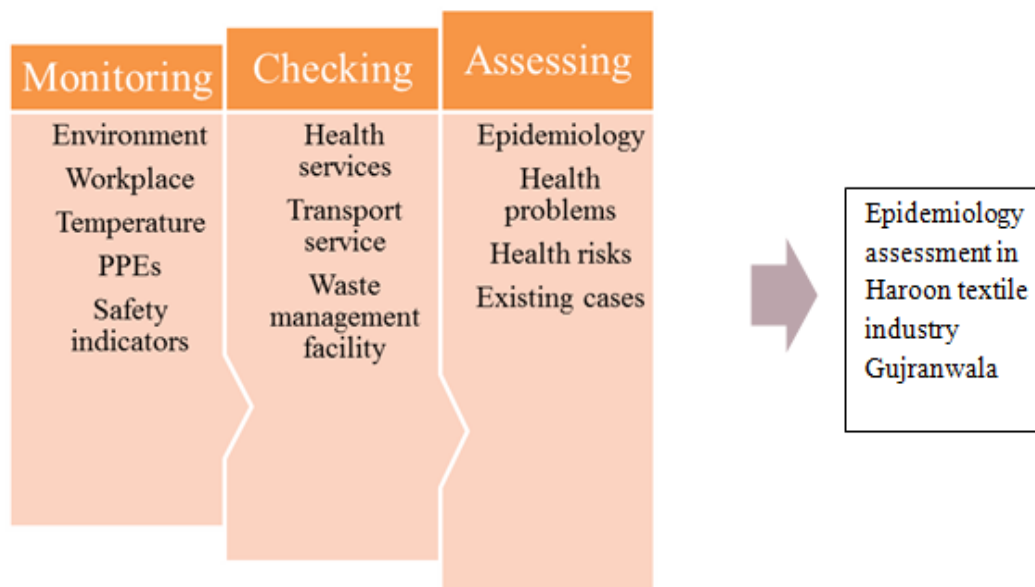 Monitoring
Environment
Workplace
Temperature
PPEs
Safety
indicators
Checking
Health
services
Transport
service
Waste
management
facility
Assessing
Epidemiology
Health
problems
Health risks
Existing cases
Epidemiology
assessment in
Haroon textile
industry
Gujranwala